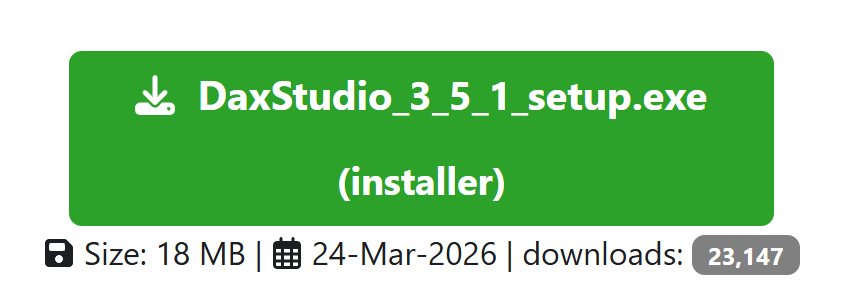 DaxStudio_3_5_1_setup.exe
(installer)
Size: 18 MB | 24-Mar-2026 | downloads: 23,147